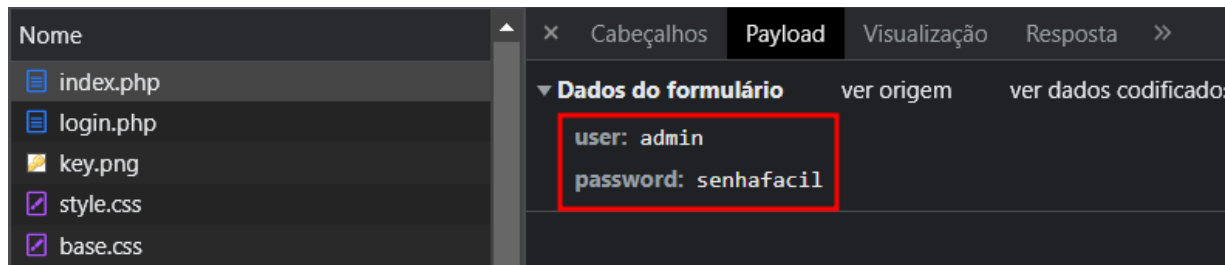 Nome
index.php
login.php
key.png
style.css
base.css
× Cabeçalhos Payload Visualização Resposta »
Dados do formulário ver origem ver dados codificados
user: admin
password: senhafacil